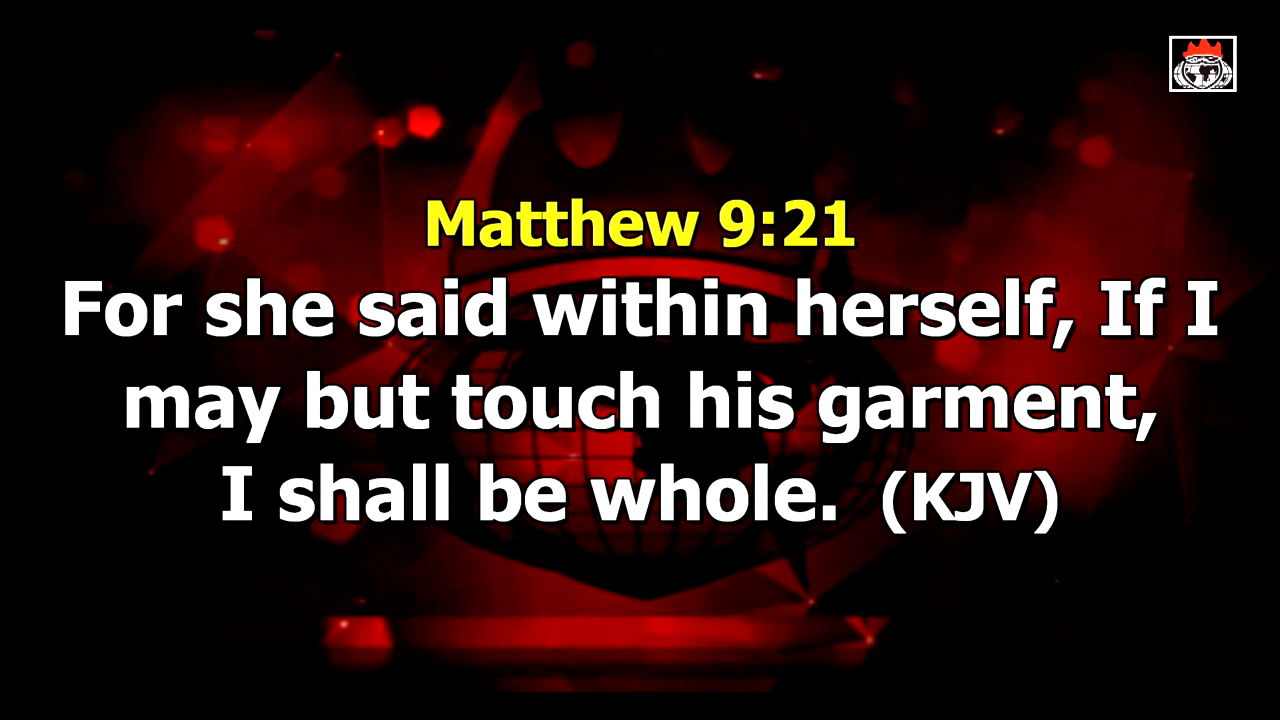 Matthew 9:21
For she said within herself, If I
may but touch his garment,
I shall be whole. (KJV)